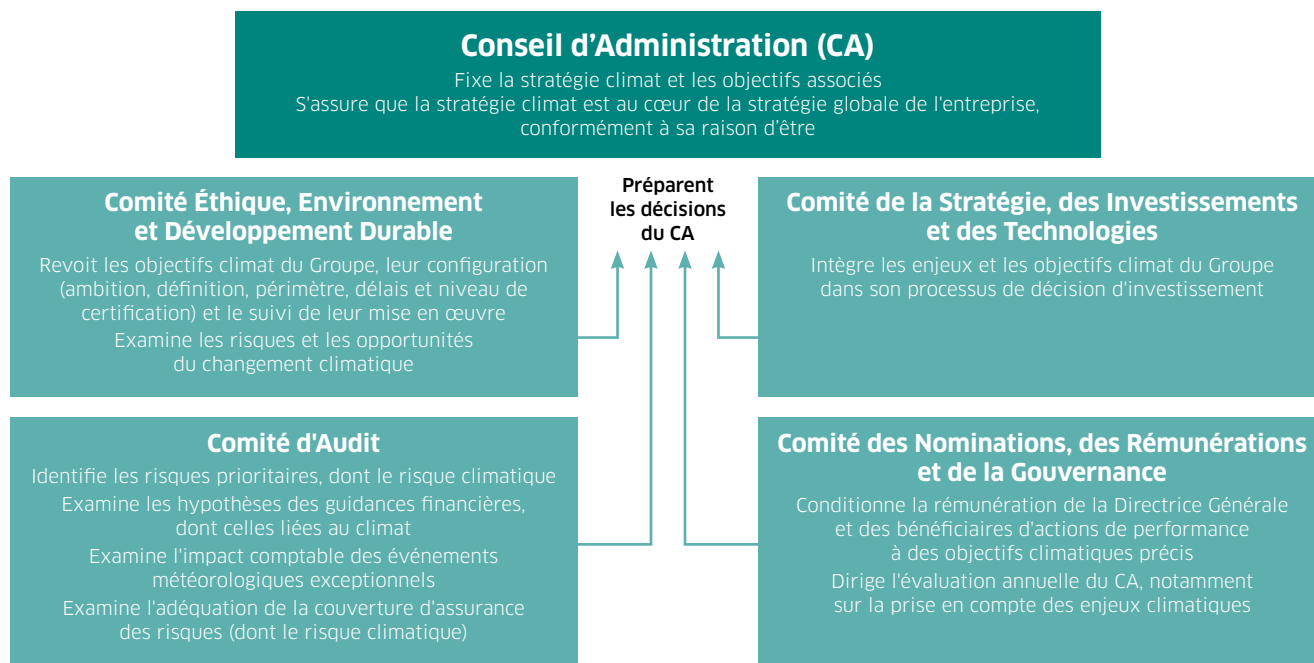 Conseil d’Administration (CA)
Fixe la stratégie climat et les objectifs associés
S'assure que la stratégie climat est au cœur de la stratégie globale de l'entreprise,
conformément à sa raison d’être
Comité Éthique, Environnement
et Développement Durable
Revoit les objectifs climat du Groupe, leur configuration
(ambition, définition, périmètre, délais et niveau de
certification) et le suivi de leur mise en œuvre
Examine les risques et les opportunités
du changement climatique
Préparent
les décisions
du CA
Comité de la Stratégie, des Investissements
et des Technologies
Intègre les enjeux et les objectifs climat du Groupe
dans son processus de décision d'investissement
Comité d'Audit
Identifie les risques prioritaires, dont le risque climatique
Examine les hypothèses des guidances financières,
dont celles liées au climat
Examine l'impact comptable des événements
météorologiques exceptionnels
Examine l'adéquation de la couverture d'assurance
des risques (dont le risque climatique)
Comité des Nominations, des Rémunérations
et de la Gouvernance
Conditionne la rémunération de la Directrice Générale
et des bénéficiaires d'actions de performance
à des objectifs climatiques précis
Dirige l'évaluation annuelle du CA, notamment
sur la prise en compte des enjeux climatiques